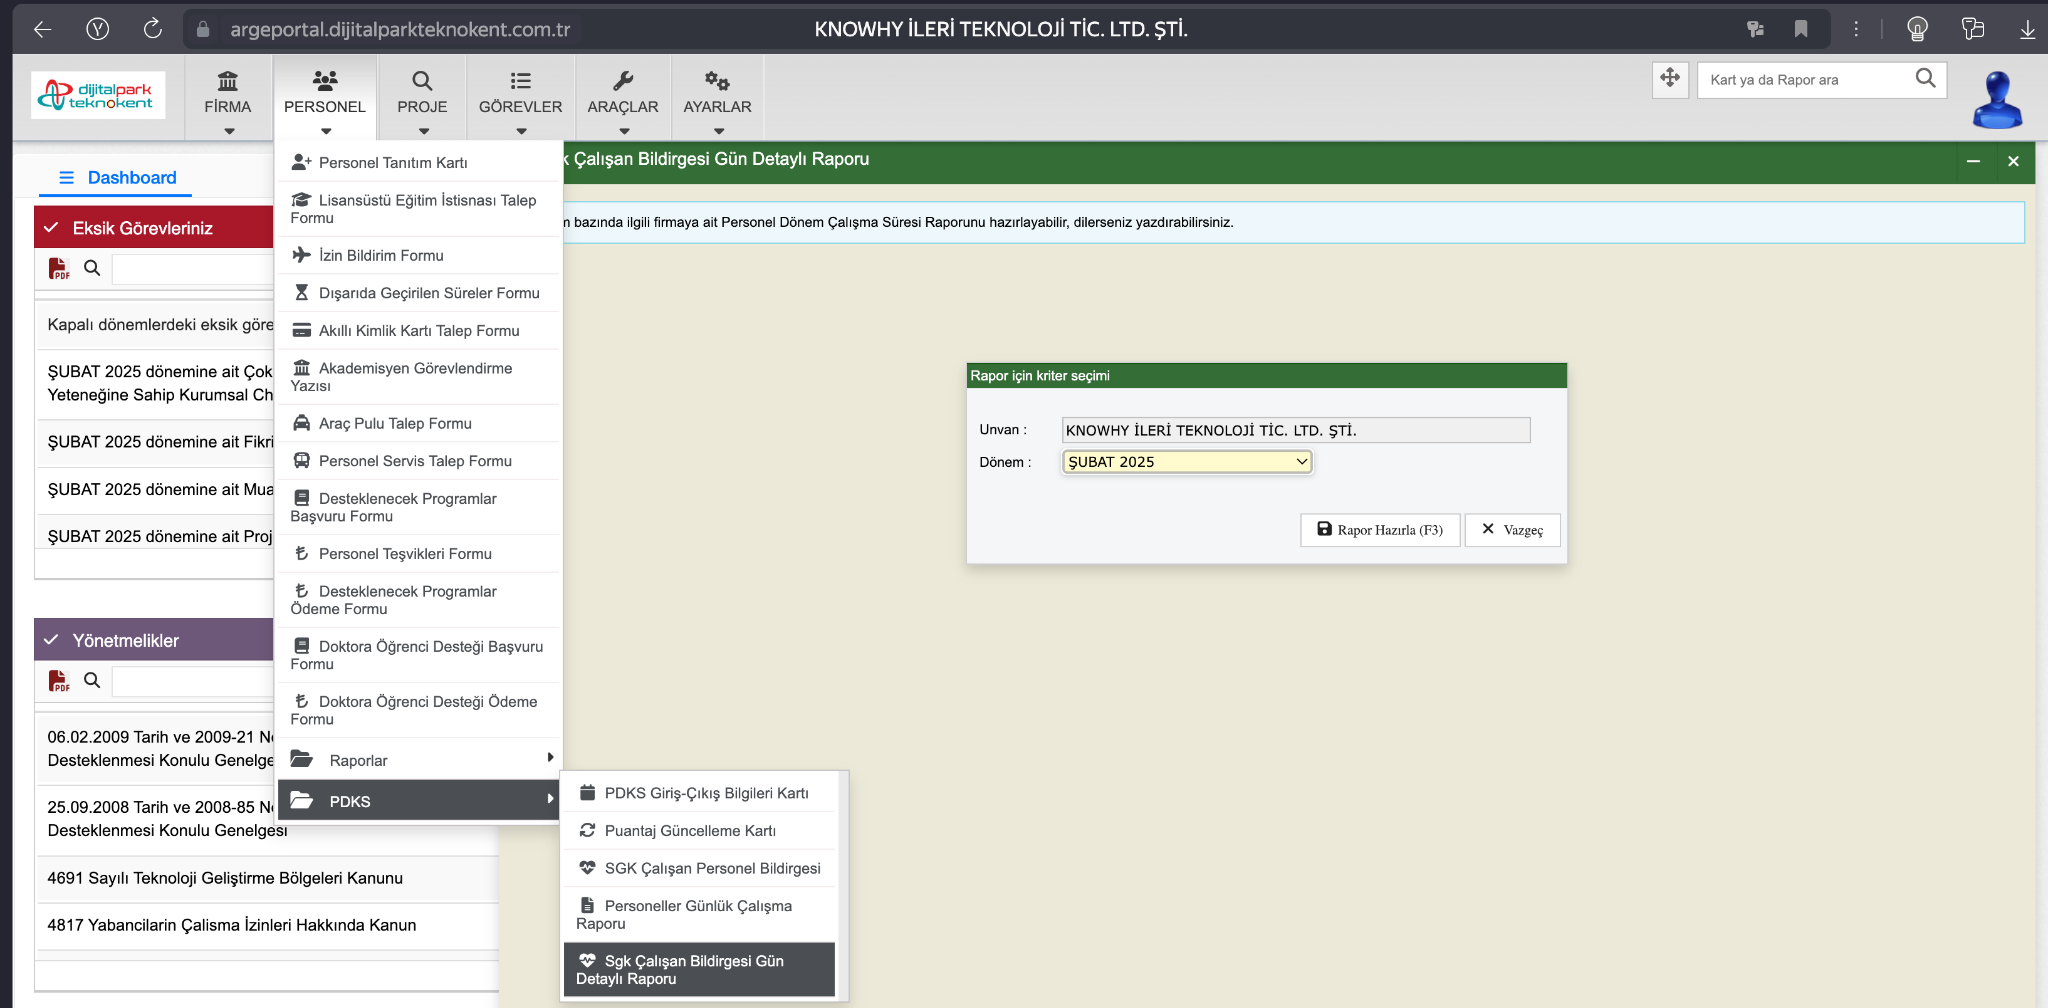 argeportal.dijitalparkteknokent.com.tr
KNOWHY İLERİ TEKNOLOJİ TİC. LTD. ŞTİ.
dijitalpark
teknokent
FİRMA
PERSONEL
PROJE
GÖREVLER
ARAÇLAR
AYARLAR
Kart ya da Rapor ara
Dashboard
Eksik Görevleriniz
PDF
Kapalı dönemlerdeki eksik
ŞUBAT 2025 dönemine ait Çok
Yeteneğine Sahip Kurumsal
ŞUBAT 2025 dönemine ait
ŞUBAT 2025 dönemine ait
ŞUBAT 2025 dönemine ait
Yönetmelikler
PDF
06.02.2009 Tarih ve 2009-21
Desteklenmesi Konulu
25.09.2008 Tarih ve 2008-85
Desteklenmesi Konulu Genelgesi
4691 Sayılı Teknoloji Geliştirme Bölgeleri Kanunu
4817 Yabancilarin Çalisma İzinleri Hakkında Kanun
Personel Tanıtım Kartı
Lisansüstü Eğitim İstisnası Talep
Formu
İzin Bildirim Formu
Dışarıda Geçirilen Süreler Formu
Akıllı Kimlik Kartı Talep Formu
Akademisyen Görevlendirme
Yazısı
Araç Pulu Talep Formu
Personel Servis Talep Formu
Desteklenecek Programlar
Başvuru Formu
Personel Teşvikleri Formu
Desteklenecek Programlar
Ödeme Formu
Doktora Öğrenci Desteği Başvuru
Formu
Doktora Öğrenci Desteği Ödeme
Formu
Raporlar
PDKS
PDKS Giriş-Çıkış Bilgileri Kartı
Puantaj Güncelleme Kartı
SGK Çalışan Personel Bildirgesi
Personeller Günlük Çalışma
Raporu
Sgk Çalışan Bildirgesi Gün
Detaylı Raporu
Çalışan Bildirgesi Gün Detaylı Raporu
bazında ilgili firmaya ait Personel Dönem Çalışma Süresi Raporunu hazırlayabilir, dilerseniz yazdırabilirsiniz.
Rapor için kriter seçimi
Unvan : KNOWHY İLERİ TEKNOLOJİ TİC. LTD. ŞTİ.
Dönem : ŞUBAT 2025
Rapor Hazırla (F3)
Vazgeç